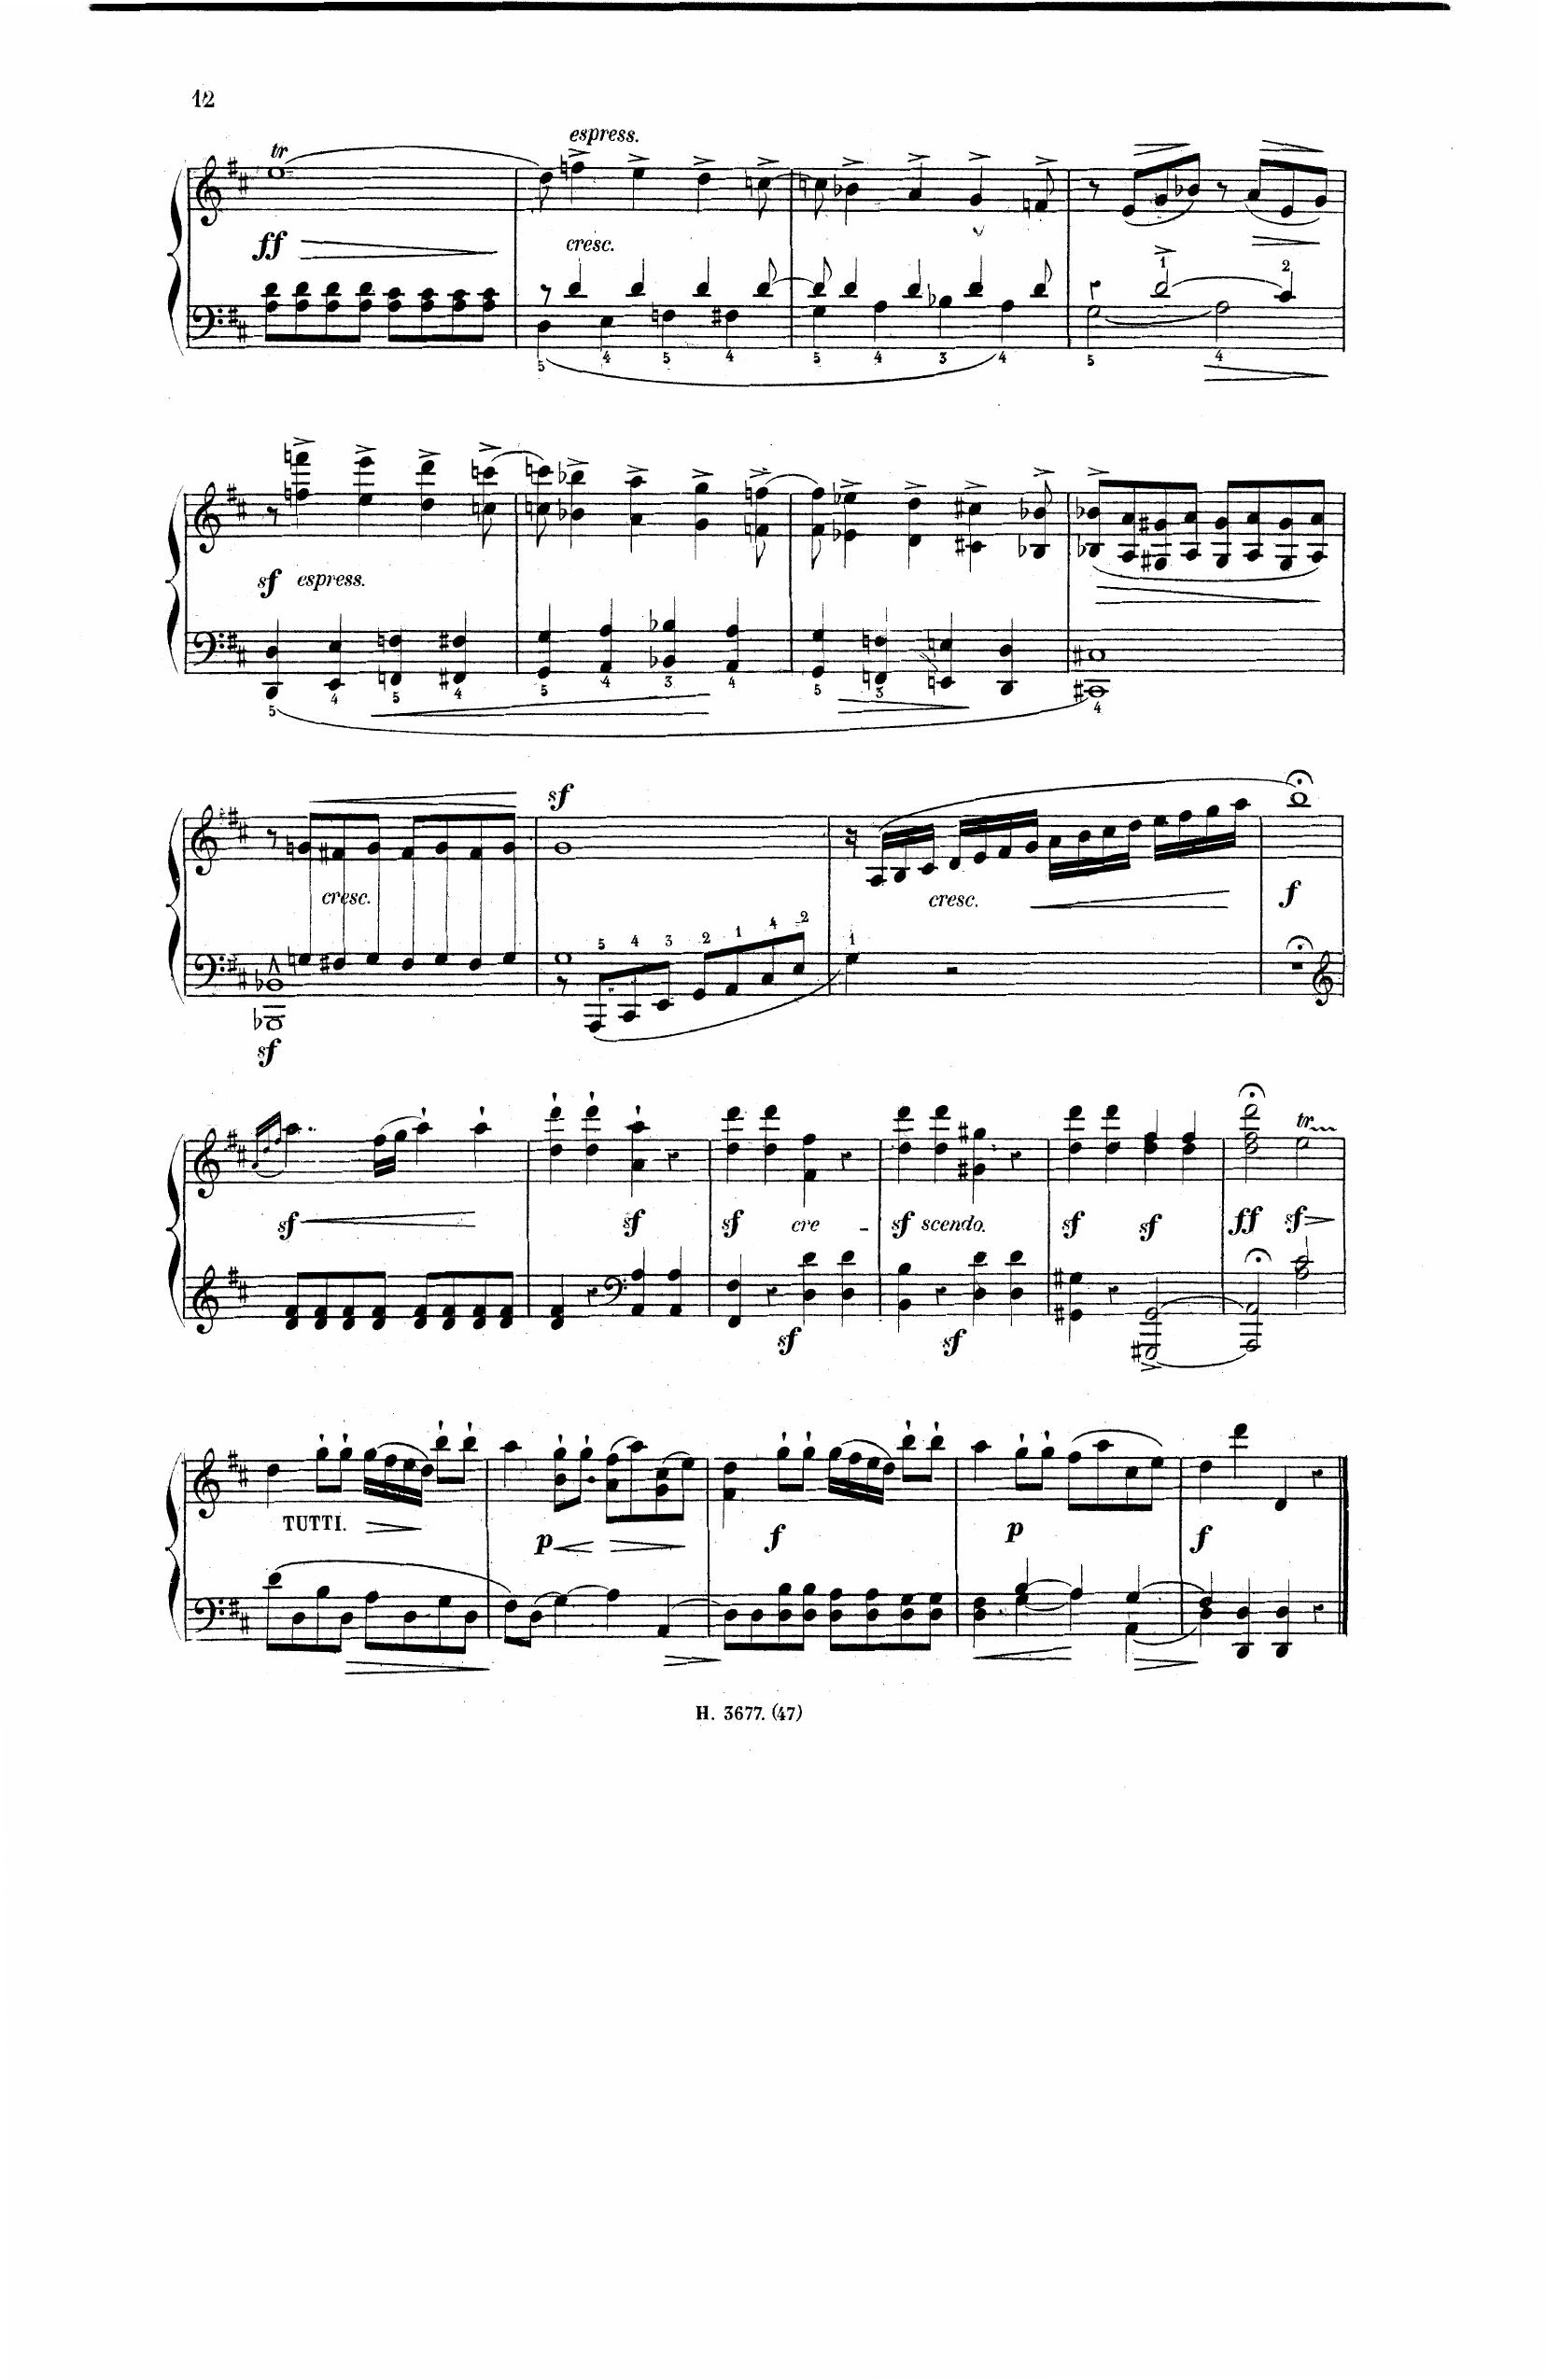 12
espress.
tr
ff cresc.
1 2
5 4 5 4 5 4 3 4 5 4
sf espress.
5 4 5 4 5 4 3 4 5 3 4
sf
cresc. cresc. f
5 4 3 2 1 4 2 1
sf
tr
sf sf sf cre - sf scendo. sf sf ff sf
sf sf
TUTTI. p f p f
H. 3677. (47)